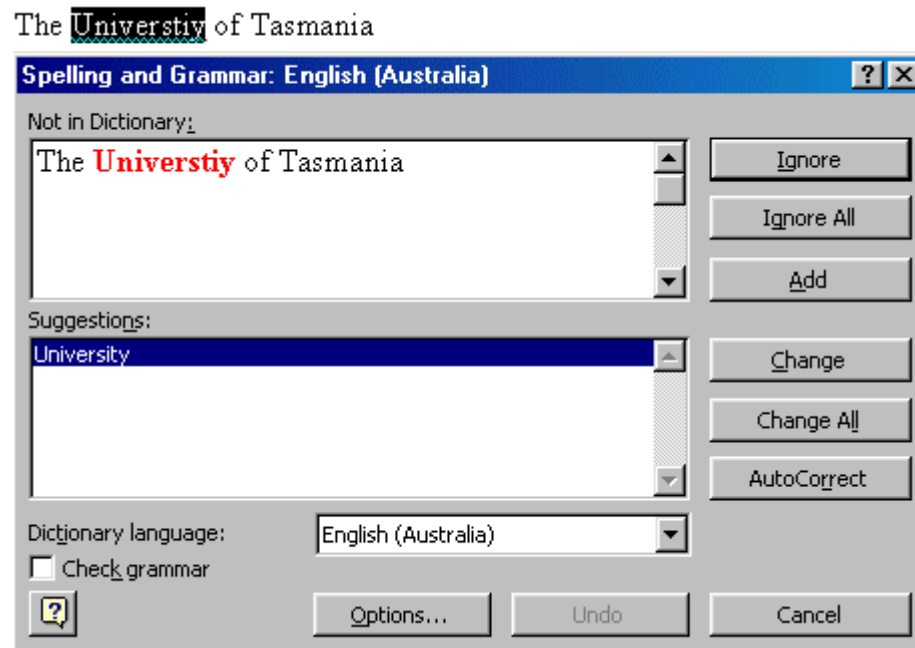 The Universtiy of Tasmania
Spelling and Grammar: English (Australia)
Not in Dictionary:
The Universtiy of Tasmania
Ignore
Ignore All
Add
Suggestions:
University
Change
Change All
AutoCorrect
Dictionary language: English (Australia)
Check grammar
Options... Undo Cancel